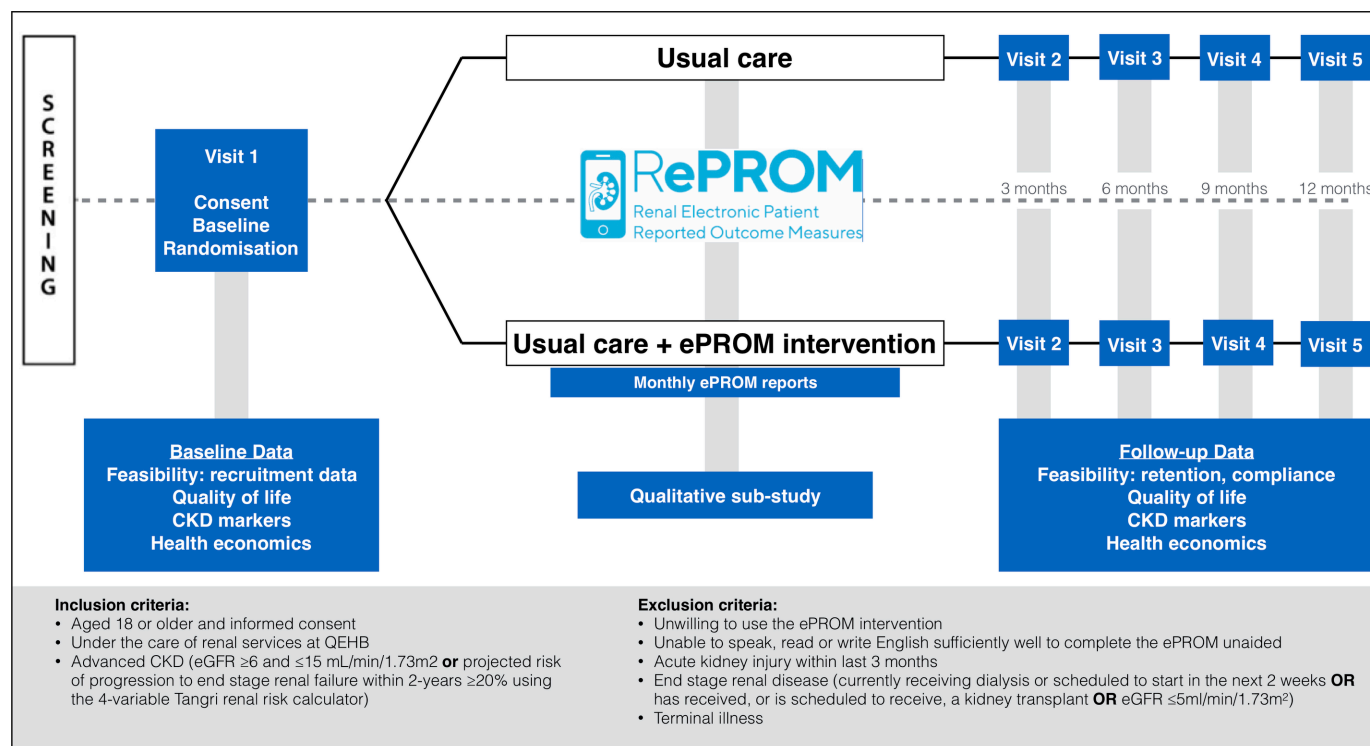 SCREENING
Visit 1
Consent
Baseline
Randomisation
Usual care
Visit 2
Visit 3
Visit 4
Visit 5
RePROM
Renal Electronic Patient
Reported Outcome Measures
3 months
6 months
9 months
12 months
Usual care + ePROM intervention
Visit 2
Visit 3
Visit 4
Visit 5
Monthly ePROM reports
Baseline Data
Feasibility: recruitment data
Quality of life
CKD markers
Health economics
Qualitative sub-study
Follow-up Data
Feasibility: retention, compliance
Quality of life
CKD markers
Health economics
Inclusion criteria:
• Aged 18 or older and informed consent
• Under the care of renal services at QEHB
• Advanced CKD (eGFR ≥6 and ≤15 mL/min/1.73m2 or projected risk
of progression to end stage renal failure within 2-years ≥20% using
the 4-variable Tangri renal risk calculator)
Exclusion criteria:
• Unwilling to use the ePROM intervention
• Unable to speak, read or write English sufficiently well to complete the ePROM unaided
• Acute kidney injury within last 3 months
• End stage renal disease (currently receiving dialysis or scheduled to start in the next 2 weeks OR
has received, or is scheduled to receive, a kidney transplant OR eGFR ≤5ml/min/1.73m²)
• Terminal illness